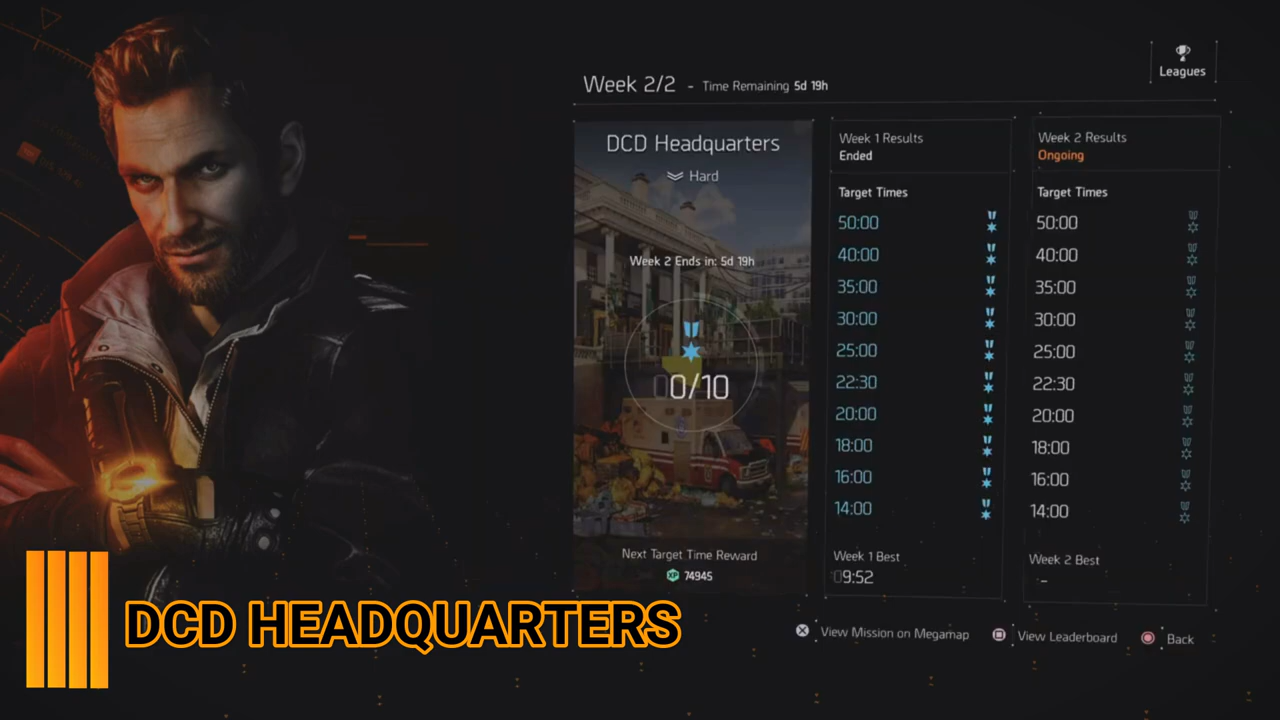 Leagues
Week 2/2 - Time Remaining 5d 19h
DCD Headquarters
Hard
Week 2 Ends in: 5d 19h
00/10
Next Target Time Reward
XP 74945
Week 1 Results
Ended
Target Times
50:00
40:00
35:00
30:00
25:00
22:30
20:00
18:00
16:00
14:00
Week 1 Best
09:52
Week 2 Results
Ongoing
Target Times
50:00
40:00
35:00
30:00
25:00
22:30
20:00
18:00
16:00
14:00
Week 2 Best
-
View Mission on Megamap
View Leaderboard
Back
DCD HEADQUARTERS